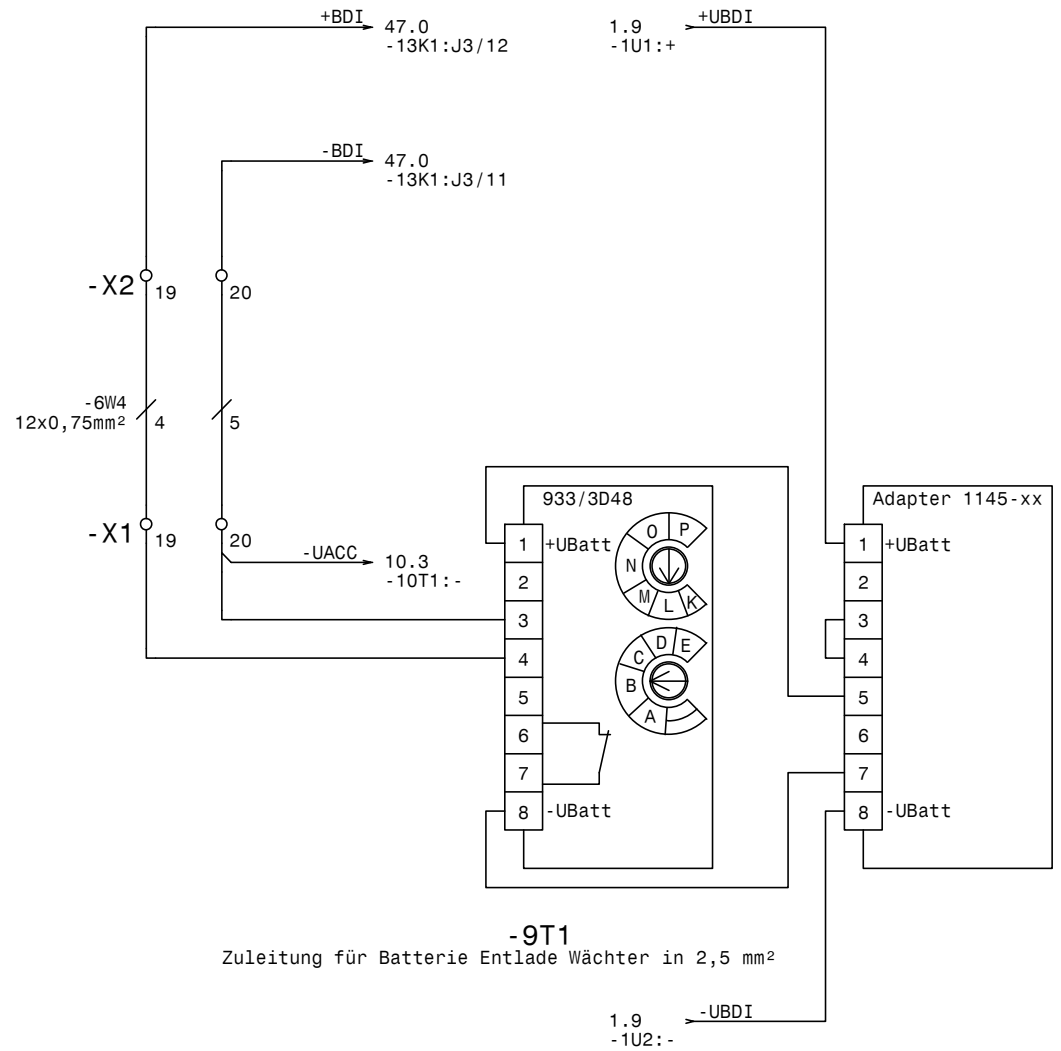 +BDI
47.0
-13K1:J3/12
1.9
-1U1:+
+UBDI
-BDI
47.0
-13K1:J3/11
-X2
19
20
-6W4
12x0,75mm²
4
5
-X1
19
20
-UACC
10.3
-10T1:-
933/3D48
Adapter 1145-xx
1
+UBatt
2
3
4
5
6
7
8
-UBatt
O
P
N
M
L
K
D
E
C
B
A
1
+UBatt
2
3
4
5
6
7
8
-UBatt
-9T1
Zuleitung für Batterie Entlade Wächter in 2,5 mm²
1.9
-1U2:-
-UBDI